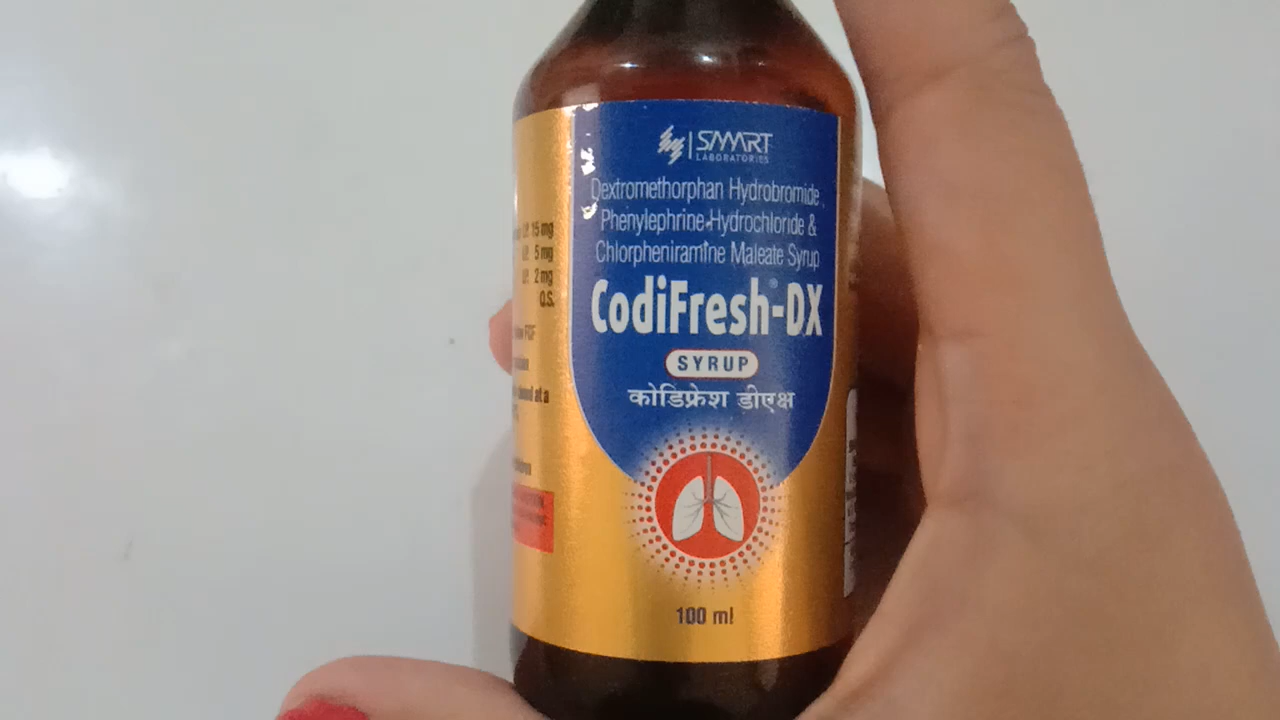 SMART
LABORATORIES
Dextromethorphan Hydrobromide,
Phenylephrine Hydrochloride &
Chlorpheniramine Maleate Syrup
CodiFresh®-DX
SYRUP
कोडिफ्रेश डीएक्ष
100 ml
15 mg
5 mg
2 mg
Q.S.
at a